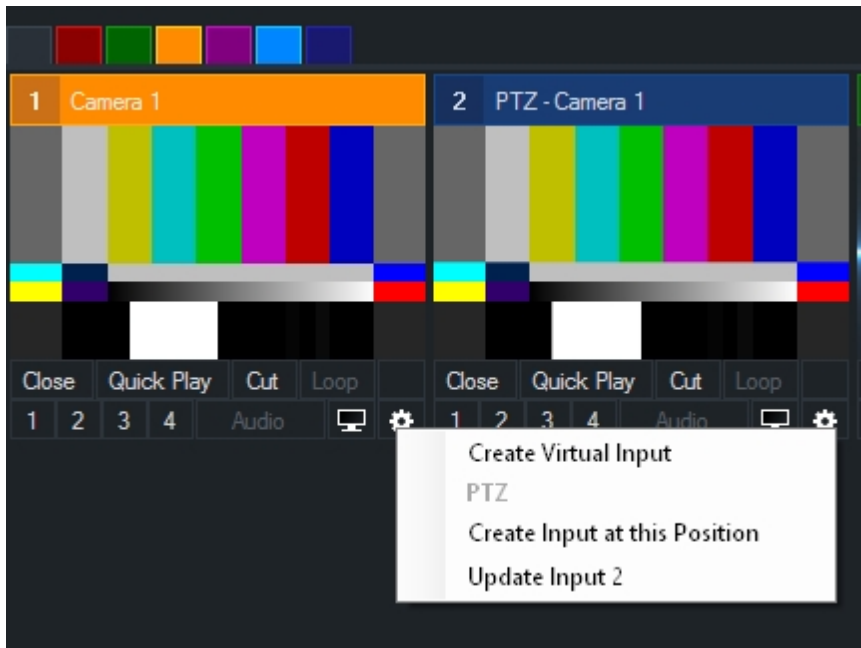 1 Camera 1 2 PTZ - Camera 1
Close Quick Play Cut Loop Close Quick Play Cut Loop
1 2 3 4 Audio 1 2 3 4 Audio
Create Virtual Input
PTZ
Create Input at this Position
Update Input 2